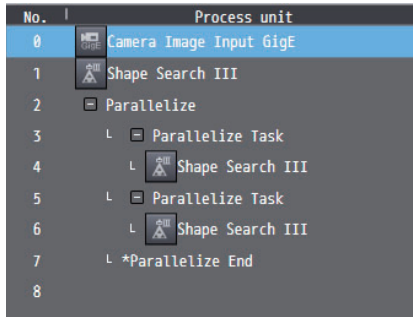 No. Process unit
0 Camera Image Input GigE
1 Shape Search III
2 Parallelize
3 Parallelize Task
4 Shape Search III
5 Parallelize Task
6 Shape Search III
7 *Parallelize End
8